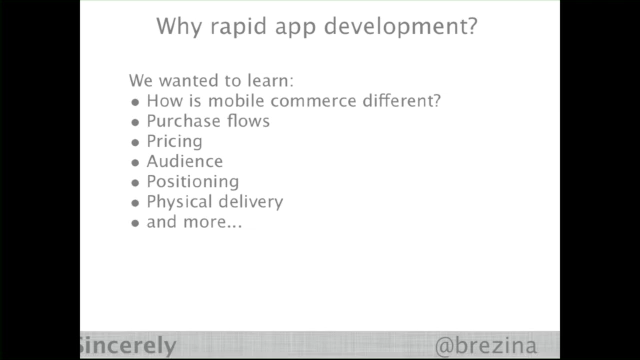 Why rapid app development?
We wanted to learn:
• How is mobile commerce different?
• Purchase flows
• Pricing
• Audience
• Positioning
• Physical delivery
• and more...
Sincerely
@brezina